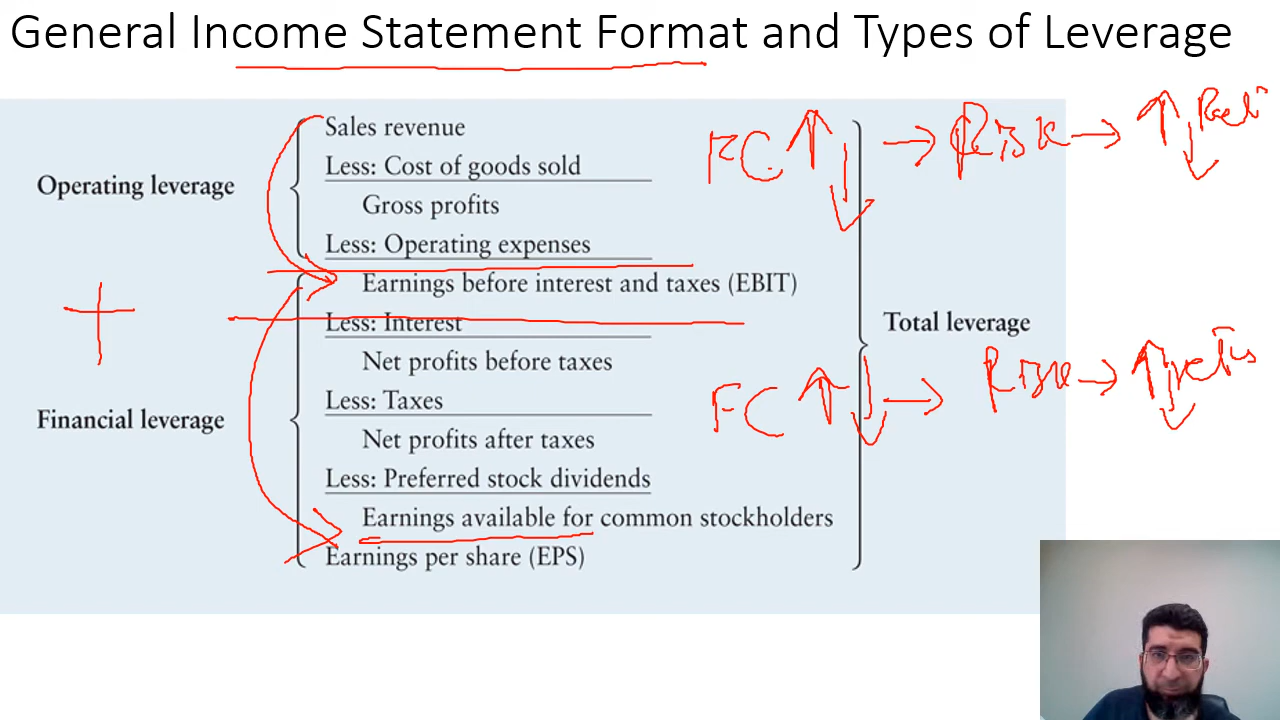 General Income Statement Format and Types of Leverage
Sales revenue
Less: Cost of goods sold
Operating leverage
Gross profits
Less: Operating expenses
Earnings before interest and taxes (EBIT)
Less: Interest
Total leverage
Net profits before taxes
Less: Taxes
Financial leverage
Net profits after taxes
Less: Preferred stock dividends
Earnings available for common stockholders
Earnings per share (EPS)
FC ↑ ↓ → Risk → ↑ ↓
FC ↑ ↓ → Risk → ↑ ↓
+